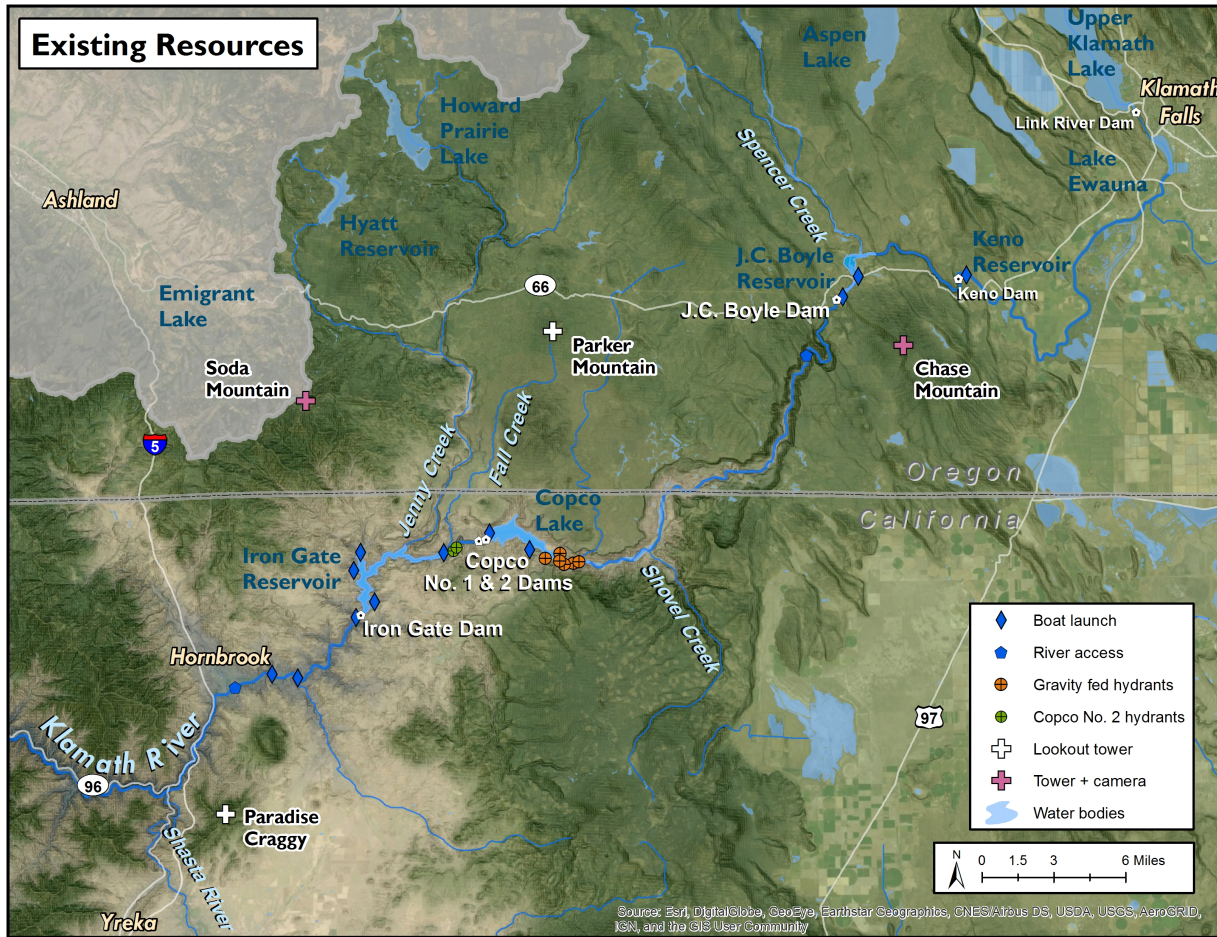 Existing Resources
Aspen
Lake
Upper
Klamath
Lake
Klamath
Falls
Link River Dam
Howard
Prairie
Lake
Spencer Creek
Lake
Ewauna
Ashland
Hyatt
Reservoir
J.C. Boyle
Reservoir
Keno
Reservoir
66
Keno Dam
Emigrant
Lake
J.C. Boyle Dam
Parker
Mountain
Soda
Mountain
Chase
Mountain
5
Jenny Creek
Fall Creek
Oregon
California
Copco
Lake
Iron Gate
Reservoir
Copco
No. 1 & 2 Dams
Shovel Creek
Iron Gate Dam
Hornbrook
Klamath River
96
97
Paradise
Craggy
Shasta River
Yreka
Boat launch
River access
Gravity fed hydrants
Copco No. 2 hydrants
Lookout tower
Tower + camera
Water bodies
N
0 1.5 3 6 Miles
Source: Esri, DigitalGlobe, GeoEye, Earthstar Geographics, CNES/Airbus DS, USDA, USGS, AeroGRID,
IGN, and the GIS User Community